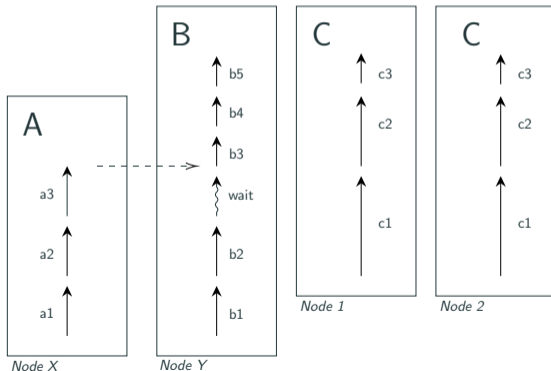 A
a3
a2
a1
Node X
B
b5
b4
b3
wait
b2
b1
Node Y
C
c3
c2
c1
Node 1
C
c3
c2
c1
Node 2